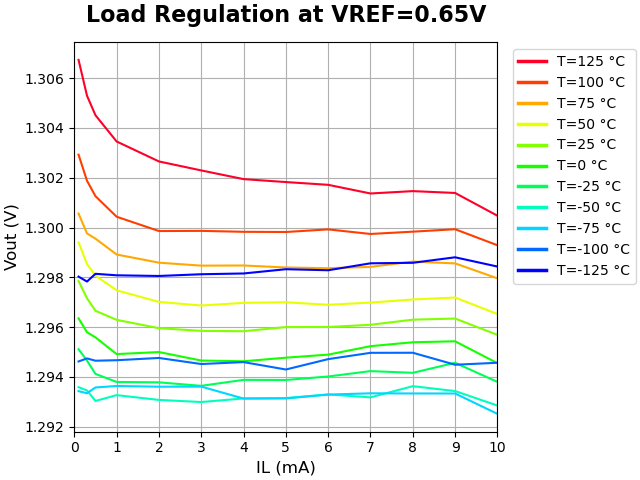 Load Regulation at VREF=0.65V
Vout (V)
1.306
1.304
1.302
1.300
1.298
1.296
1.294
1.292
0 1 2 3 4 5 6 7 8 9 10
IL (mA)
T=125 °C
T=100 °C
T=75 °C
T=50 °C
T=25 °C
T=0 °C
T=-25 °C
T=-50 °C
T=-75 °C
T=-100 °C
T=-125 °C